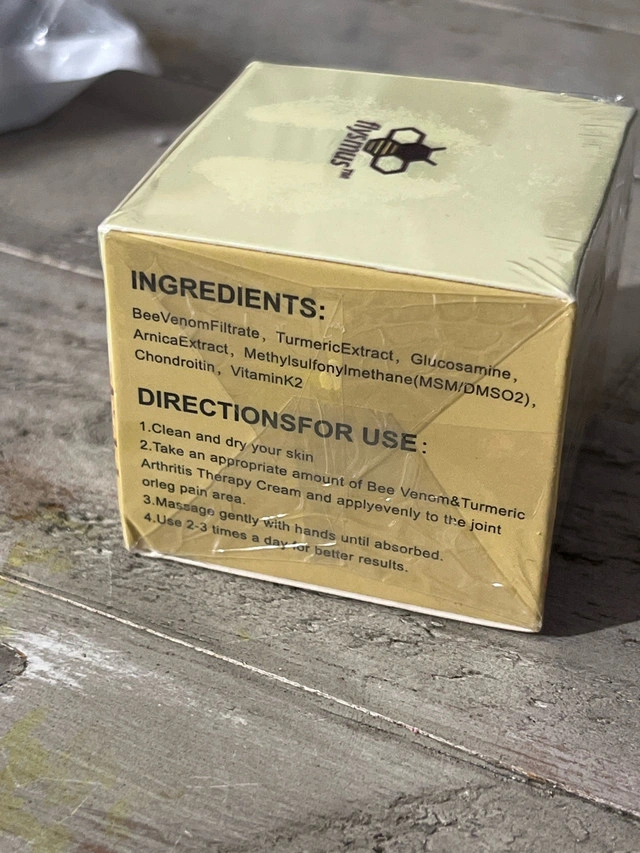 flysmus™
INGREDIENTS:
BeeVenomFiltrate, TurmericExtract, Glucosamine,
ArnicaExtract, Methylsulfonylmethane(MSM/DMSO2),
Chondroitin, VitaminK2
DIRECTIONSFOR USE:
1.Clean and dry your skin
2.Take an appropriate amount of Bee Venom&Turmeric
Arthritis Therapy Cream and applyevenly to the joint
orleg pain area.
3.Massage gently with hands until absorbed.
4.Use 2-3 times a day for better results.